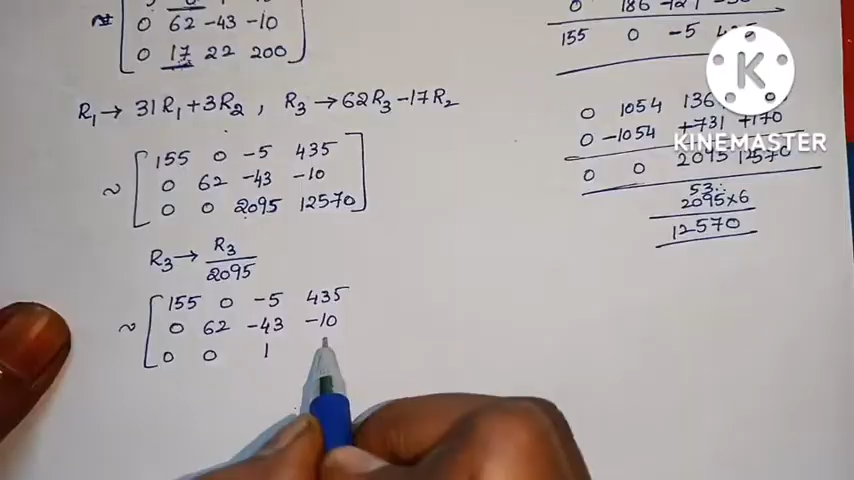 ~ 0 62 -43 -10
0 17 22 200
R1 → 31R1+3R2 , R3 → 62R3-17R2
~ 155 0 -5 435
0 62 -43 -10
0 0 2095 12570
R3 → R3/2095
~ 155 0 -5 435
0 62 -43 -10
0 0 1
155 0 -5
0 1054
0 -1054 +731 +170
0 0 2095 12570
53
2095×6
12570
K
KINEMASTER